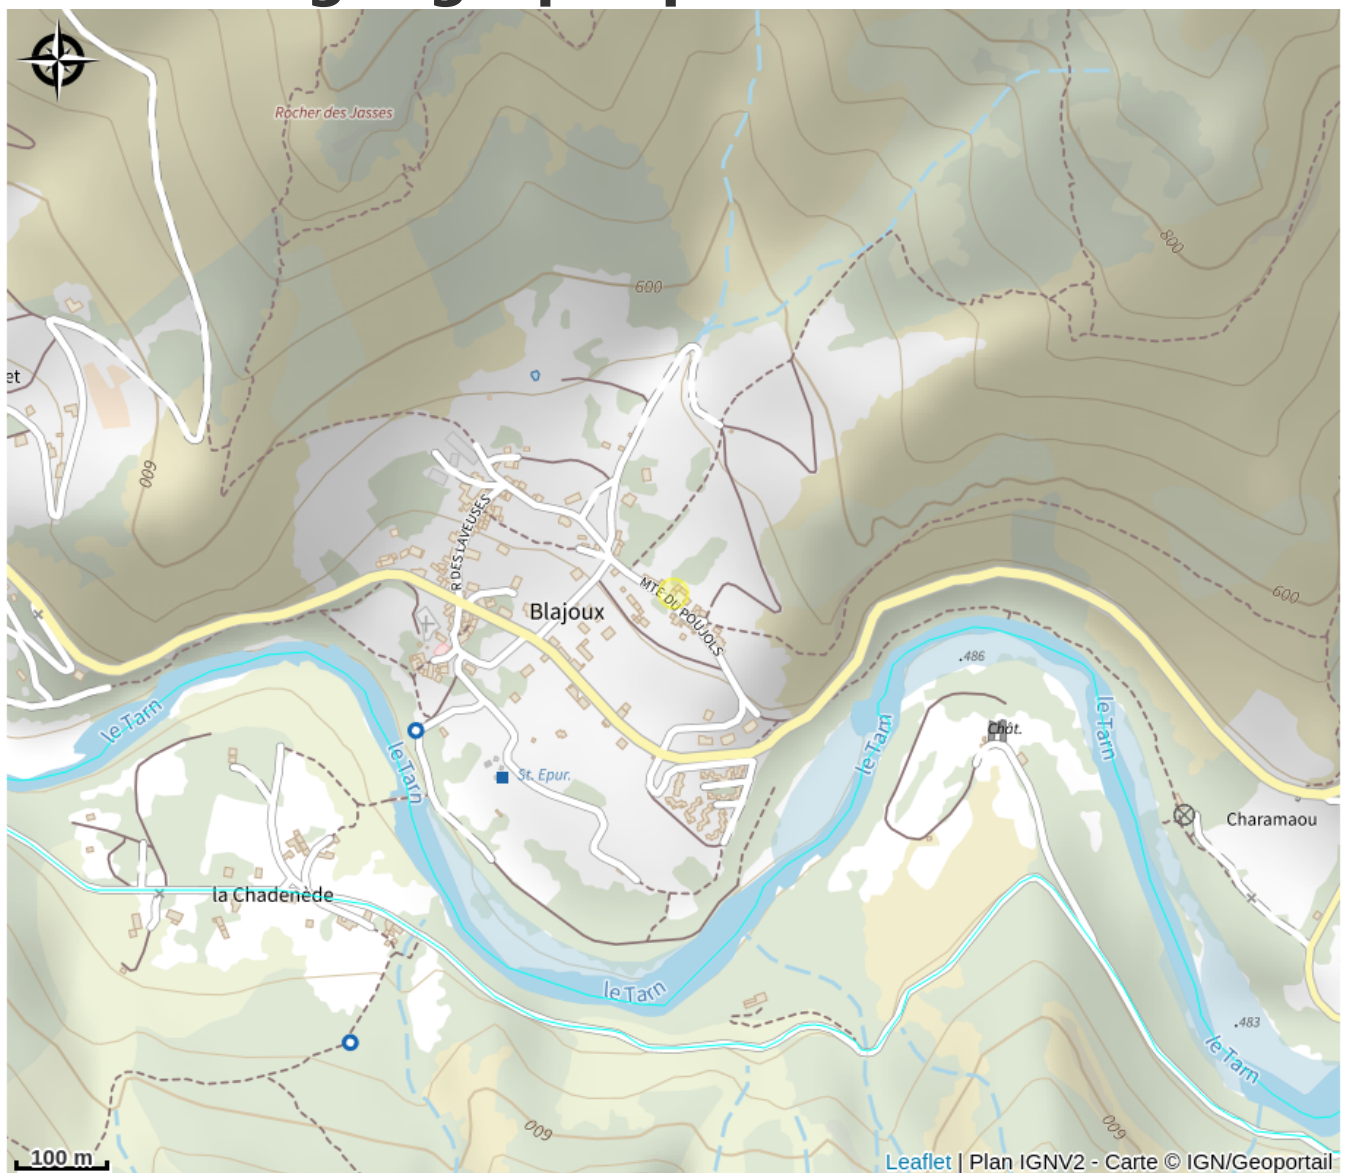 Rocher des Jasses
800
600
et
600
R DES LAVEUSES
MTE DU POUJOLS
Blajoux
600
.486
le Tarn
le Tarn
le Tarn
le Tarn
Chât.
St. Epur.
Charamaou
la Chadenède
le Tarn
.483
le Tarn
600
600
100 m
Leaflet | Plan IGNV2 - Carte © IGN/Geoportail